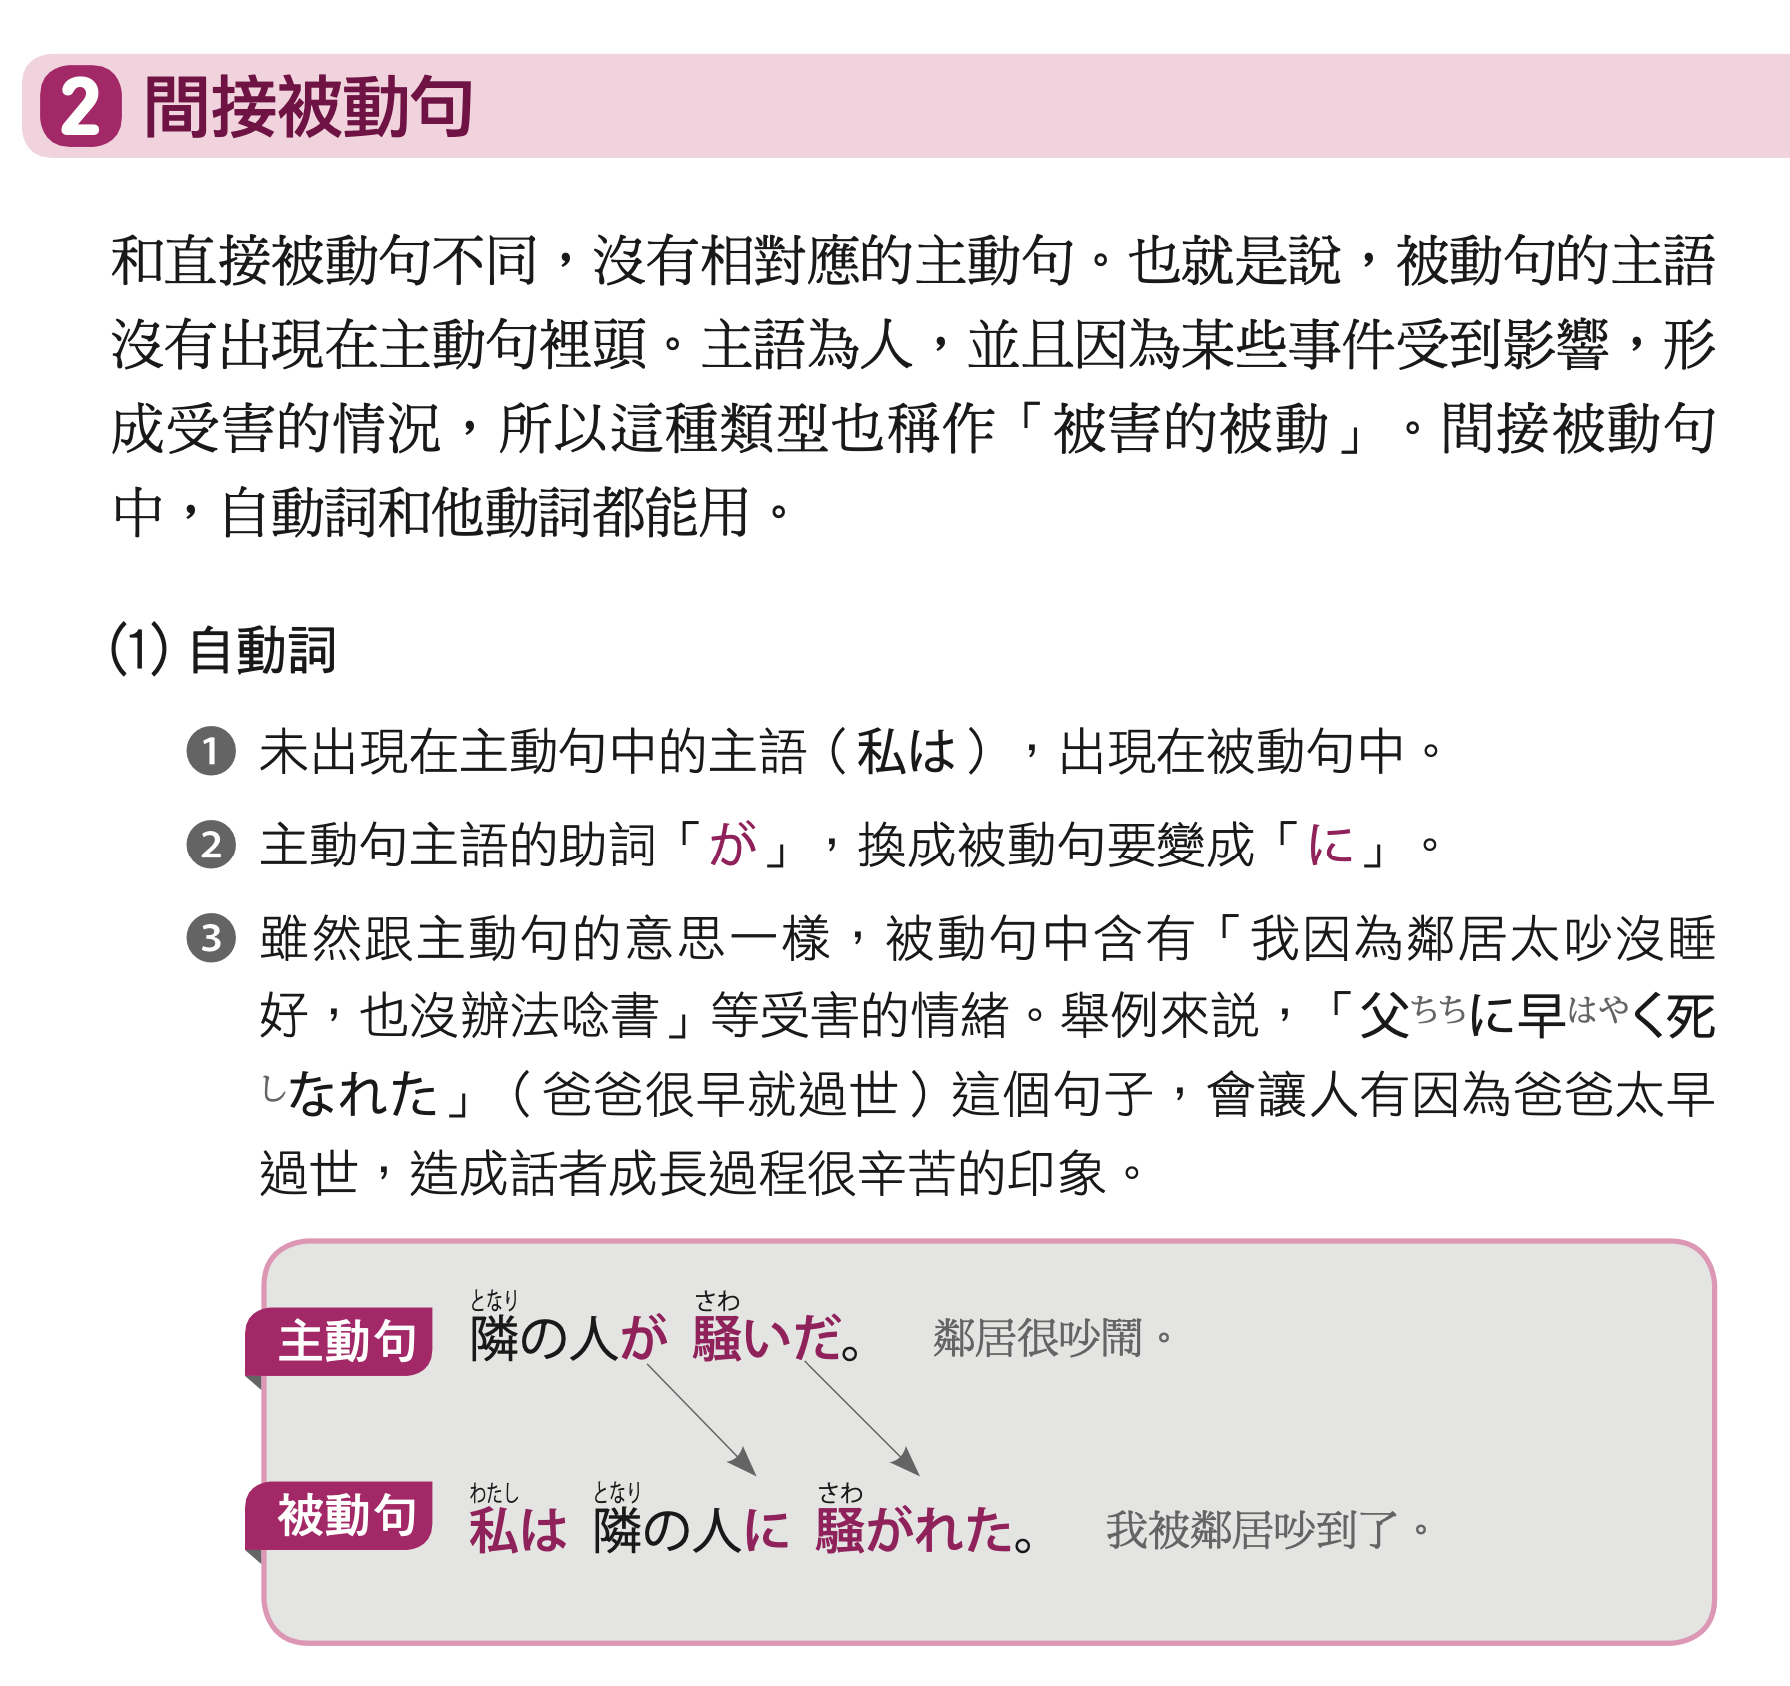 2 間接被動句
和直接被動句不同，沒有相對應的主動句。也就是說，被動句的主語
沒有出現在主動句裡頭。主語為人，並且因為某些事件受到影響，形
成受害的情況，所以這種類型也稱作「被害的被動」。間接被動句
中，自動詞和他動詞都能用。
(1) 自動詞
❶ 未出現在主動句中的主語（私は），出現在被動句中。
❷ 主動句主語的助詞「が」，換成被動句要變成「に」。
❸ 雖然跟主動句的意思一樣，被動句中含有「我因為鄰居太吵沒睡
好，也沒辦法唸書」等受害的情緒。舉例來説，「父ちちに早はやく死
しなれた」（爸爸很早就過世）這個句子，會讓人有因為爸爸太早
過世，造成話者成長過程很辛苦的印象。
となり さわ
主動句 隣の人が 騒いだ。 鄰居很吵鬧。
わたし となり さわ
被動句 私は 隣の人に 騒がれた。 我被鄰居吵到了。